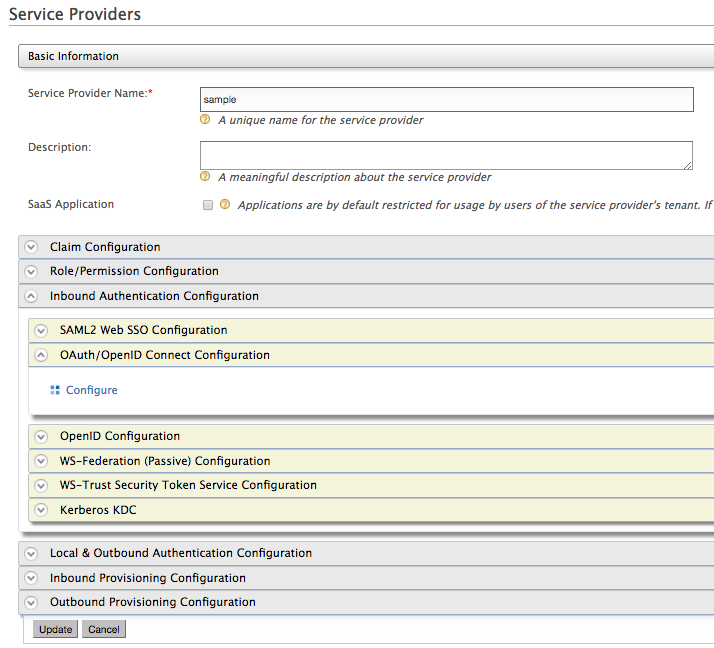 Service Providers
Basic Information
Service Provider Name:*
sample
A unique name for the service provider
Description:
A meaningful description about the service provider
SaaS Application
Applications are by default restricted for usage by users of the service provider's tenant. If
Claim Configuration
Role/Permission Configuration
Inbound Authentication Configuration
SAML2 Web SSO Configuration
OAuth/OpenID Connect Configuration
Configure
OpenID Configuration
WS-Federation (Passive) Configuration
WS-Trust Security Token Service Configuration
Kerberos KDC
Local & Outbound Authentication Configuration
Inbound Provisioning Configuration
Outbound Provisioning Configuration
Update Cancel